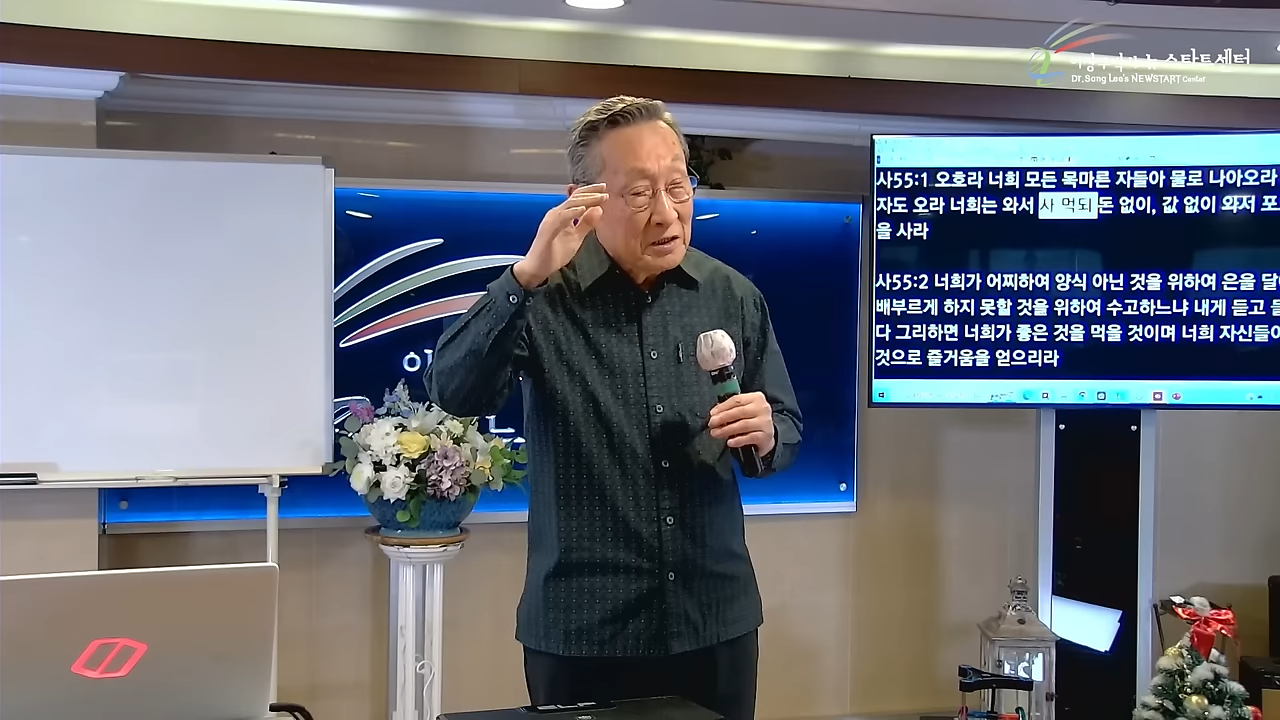 뉴스타트센터
Dr.Sang Lee's NEWSTART Center
사55:1 오호라 너희 모든 목마른 자들아 물로 나아오라
자도 오라 너희는 와서 사 먹되 돈 없이, 값 없이 와서 포
을 사라
사55:2 너희가 어찌하여 양식 아닌 것을 위하여 은을 달
배부르게 하지 못할 것을 위하여 수고하느냐 내게 듣고
다 그리하면 너희가 좋은 것을 먹을 것이며 너희 자신들이
것으로 즐거움을 얻으리라
이